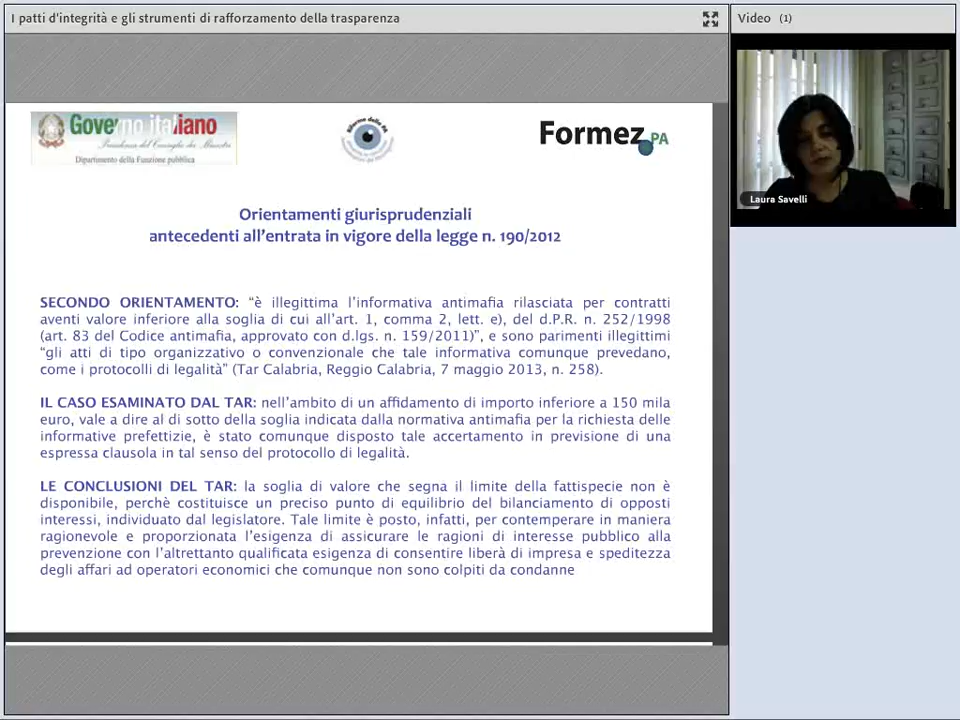 I patti d'integrità e gli strumenti di rafforzamento della trasparenza
Video (1)
Governo italiano
Presidenza del Consiglio dei Ministri
Dipartimento della Funzione pubblica
Riforme della PA
Formez PA
Laura Savelli
Orientamenti giurisprudenziali
antecedenti all'entrata in vigore della legge n. 190/2012
SECONDO ORIENTAMENTO: “è illegittima l'informativa antimafia rilasciata per contratti
aventi valore inferiore alla soglia di cui all'art. 1, comma 2, lett. e), del d.P.R. n. 252/1998
(art. 83 del Codice antimafia, approvato con d.lgs. n. 159/2011)”, e sono parimenti illegittimi
“gli atti di tipo organizzativo o convenzionale che tale informativa comunque prevedano,
come i protocolli di legalità” (Tar Calabria, Reggio Calabria, 7 maggio 2013, n. 258).
IL CASO ESAMINATO DAL TAR: nell'ambito di un affidamento di importo inferiore a 150 mila
euro, vale a dire al di sotto della soglia indicata dalla normativa antimafia per la richiesta delle
informative prefettizie, è stato comunque disposto tale accertamento in previsione di una
espressa clausola in tal senso del protocollo di legalità.
LE CONCLUSIONI DEL TAR: la soglia di valore che segna il limite della fattispecie non è
disponibile, perchè costituisce un preciso punto di equilibrio del bilanciamento di opposti
interessi, individuato dal legislatore. Tale limite è posto, infatti, per contemperare in maniera
ragionevole e proporzionata l'esigenza di assicurare le ragioni di interesse pubblico alla
prevenzione con l'altrettanto qualificata esigenza di consentire liberà di impresa e speditezza
degli affari ad operatori economici che comunque non sono colpiti da condanne